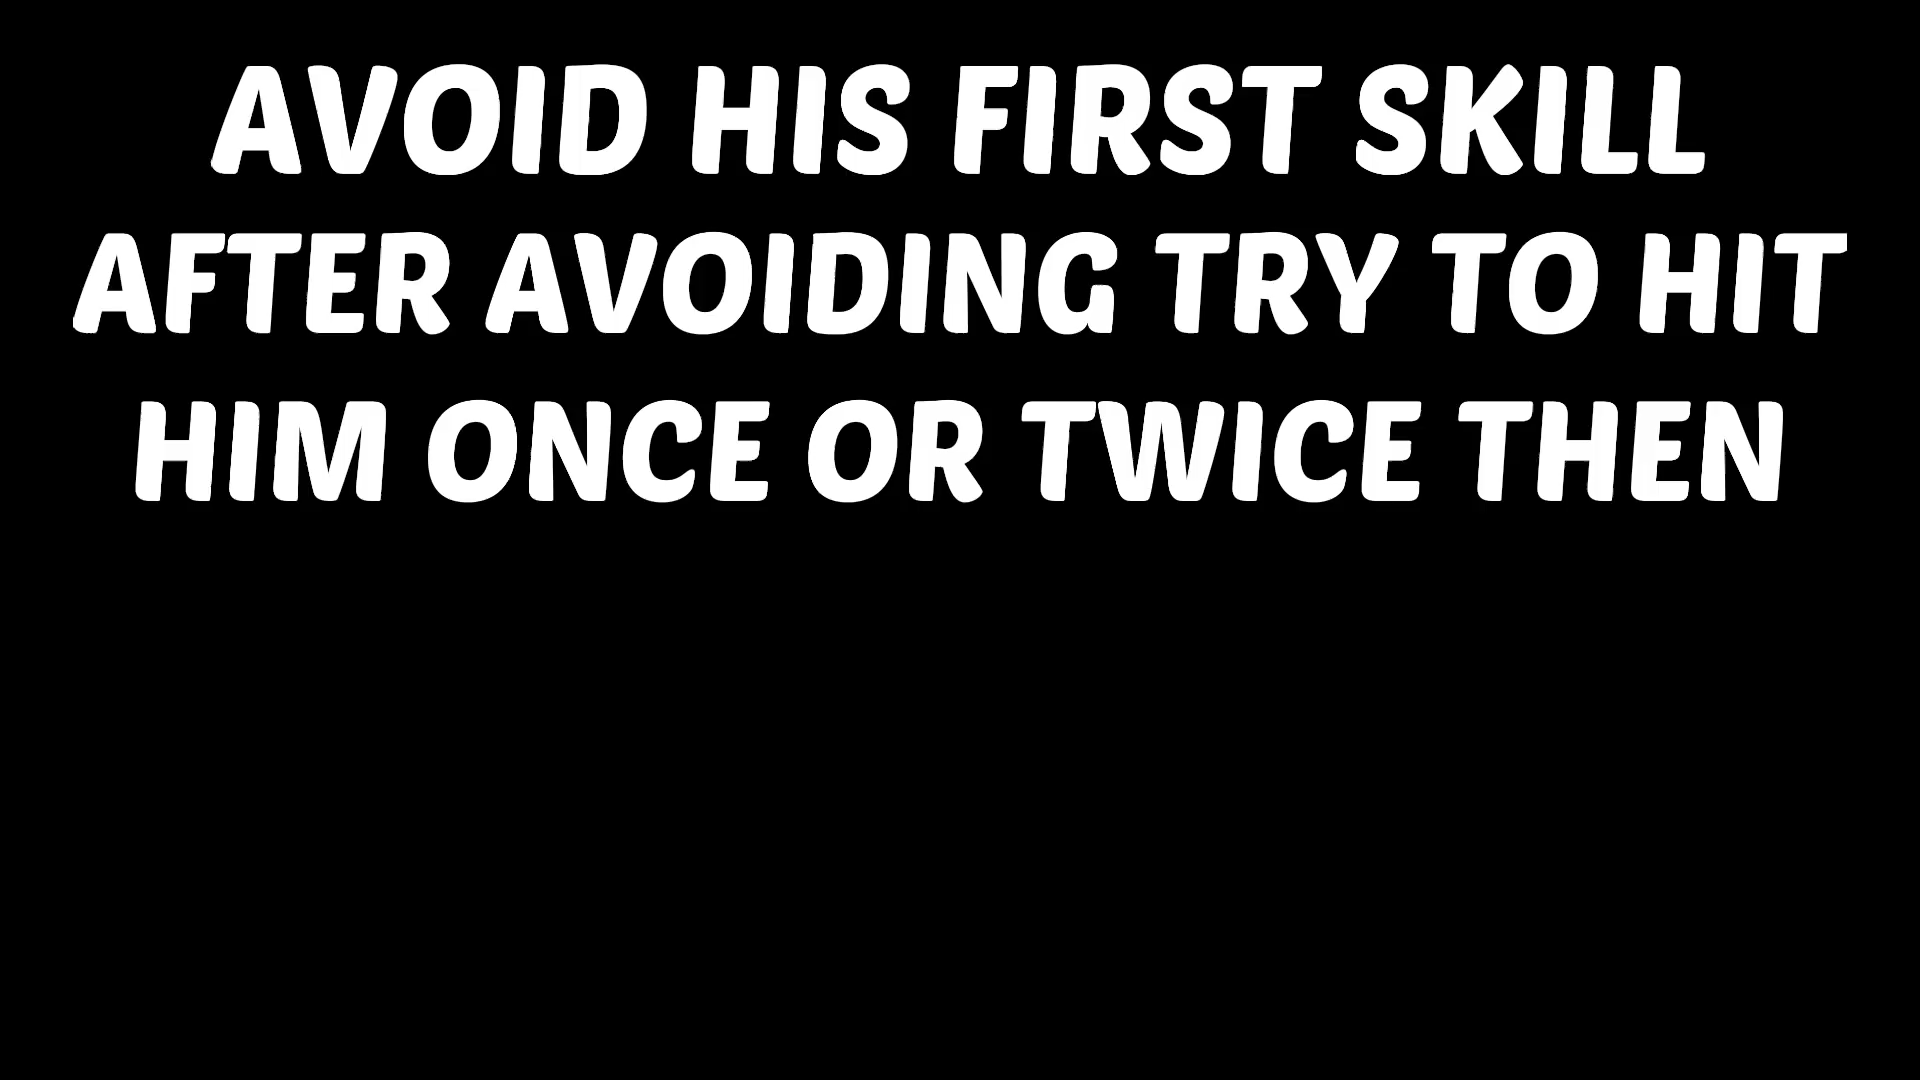 AVOID HIS FIRST SKILL
AFTER AVOIDING TRY TO HIT
HIM ONCE OR TWICE THEN